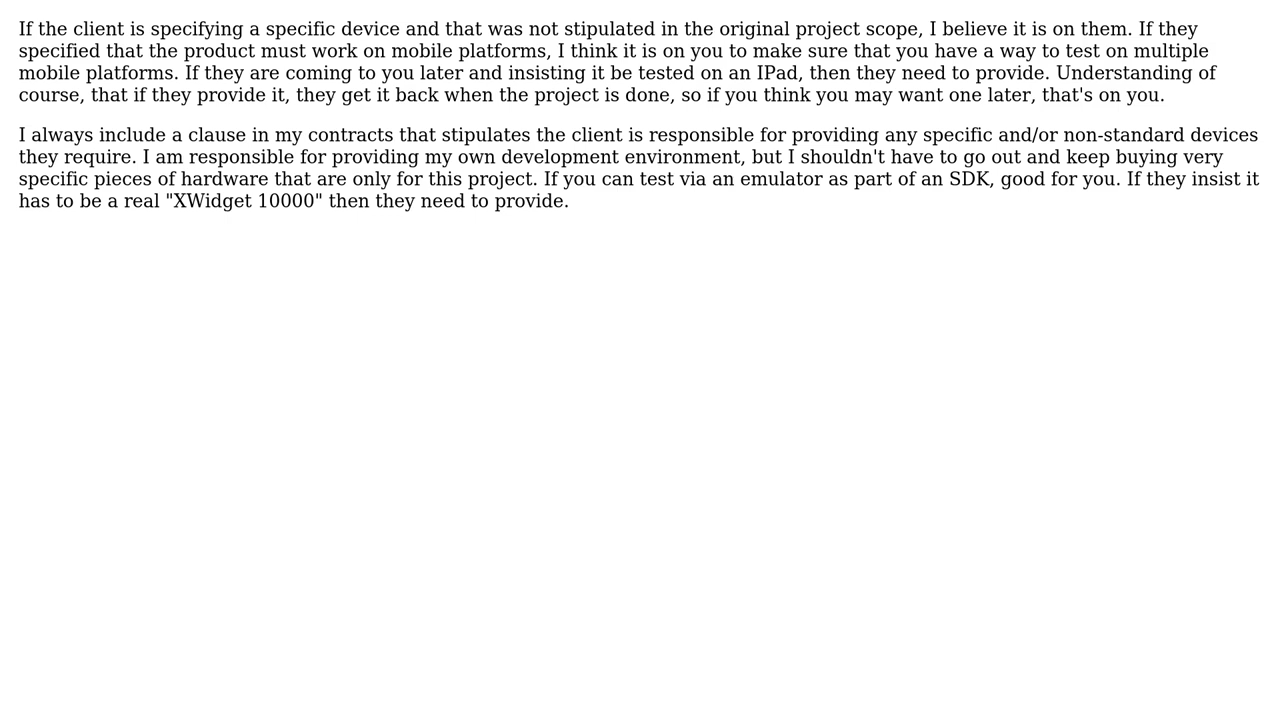 If the client is specifying a specific device and that was not stipulated in the original project scope, I believe it is on them. If they
specified that the product must work on mobile platforms, I think it is on you to make sure that you have a way to test on multiple
mobile platforms. If they are coming to you later and insisting it be tested on an IPad, then they need to provide. Understanding of
course, that if they provide it, they get it back when the project is done, so if you think you may want one later, that's on you.
I always include a clause in my contracts that stipulates the client is responsible for providing any specific and/or non-standard devices
they require. I am responsible for providing my own development environment, but I shouldn't have to go out and keep buying very
specific pieces of hardware that are only for this project. If you can test via an emulator as part of an SDK, good for you. If they insist it
has to be a real "XWidget 10000" then they need to provide.